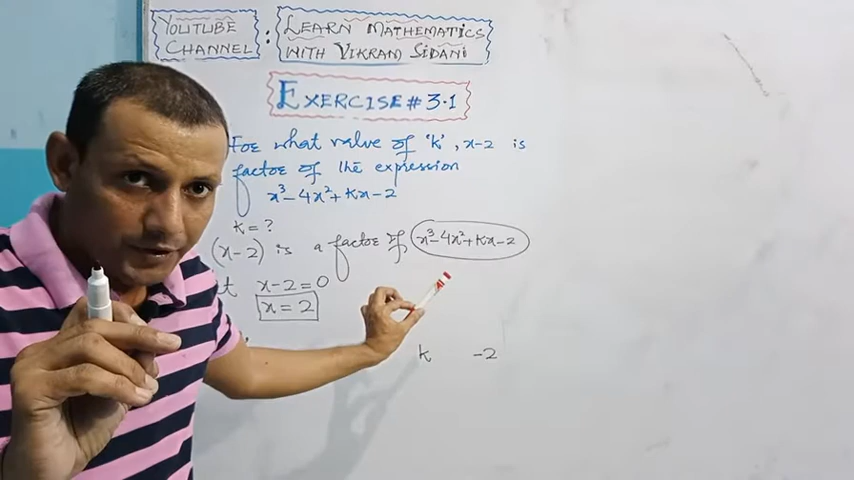 YOUTUBE CHANNEL : LEARN MATHEMATICS WITH VIKRAM SIDANI
EXERCISE # 3.1
For what value of 'k', x-2 is
factor of the expression
x³-4x²+kx-2
k=?
(x-2) is a factor of, x³-4x²+kx-2
t x-2=0
x=2
k -2